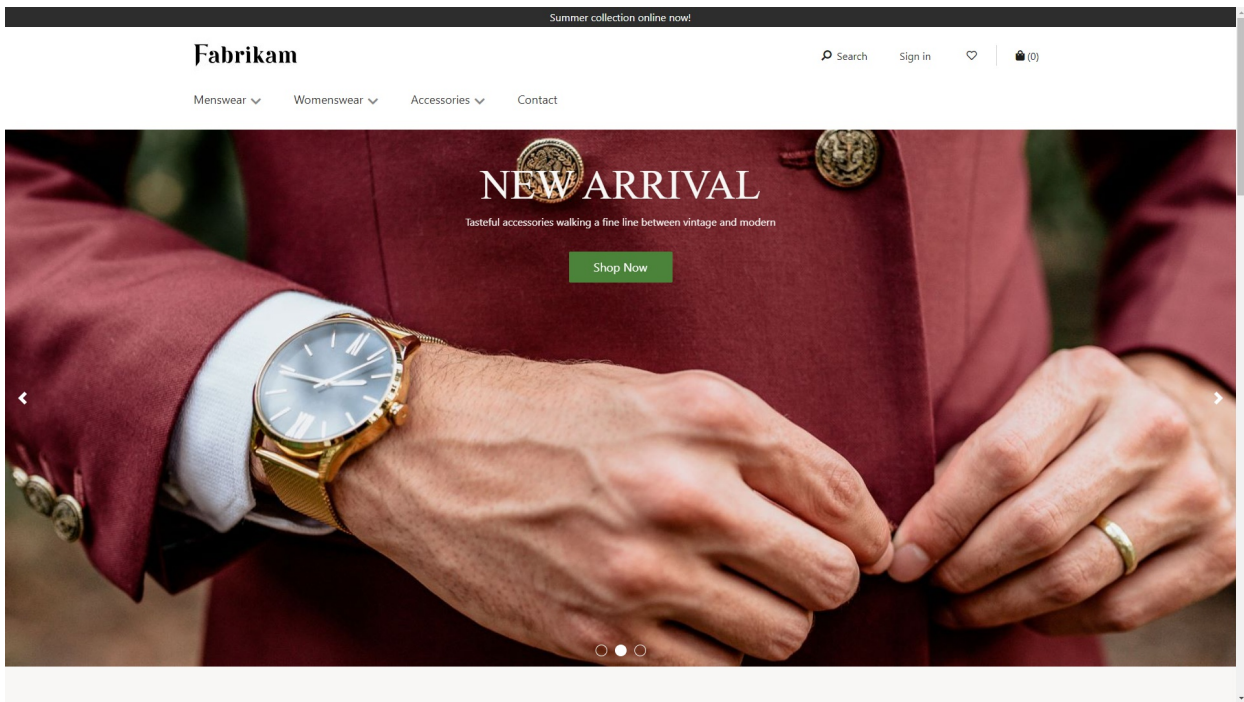 Summer collection online now!
Fabrikam
Search Sign in (0)
Menswear Womenswear Accessories Contact
NEW ARRIVAL
Tasteful accessories walking a fine line between vintage and modern
Shop Now